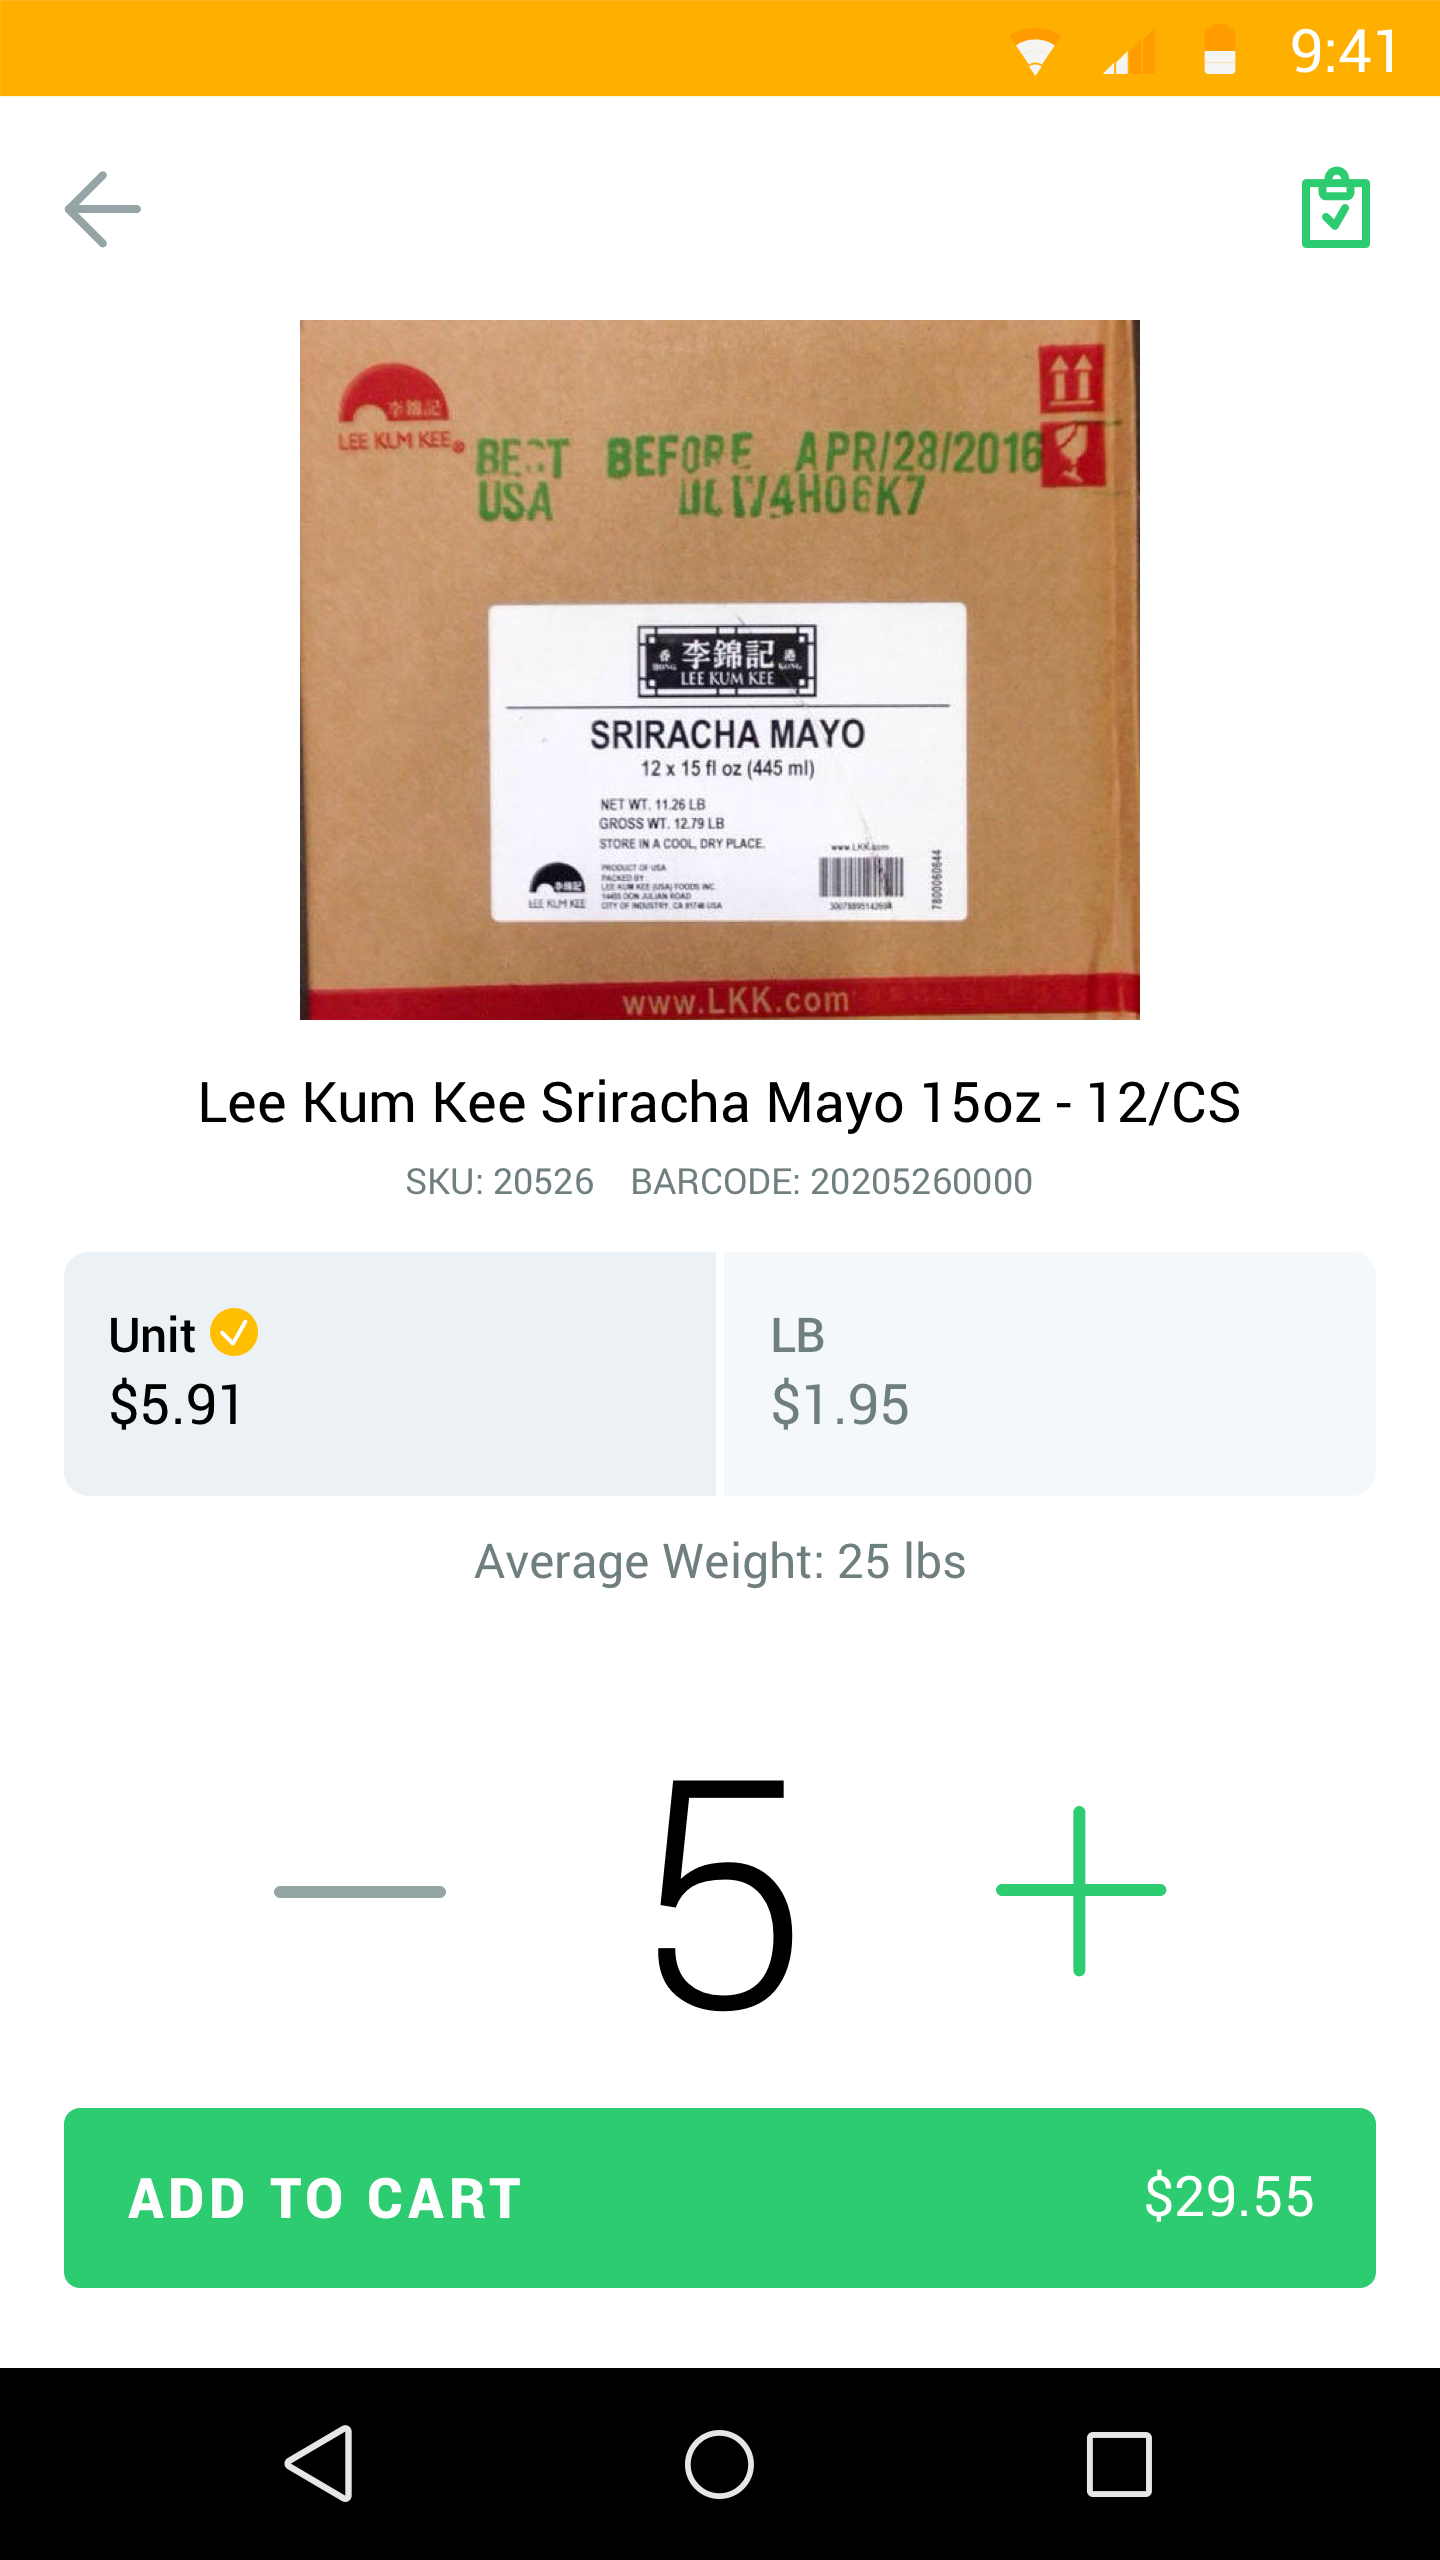 9:41
李錦記
LEE KUM KEE®
BEST BEFORE APR/28/2016
USA
香 李錦記 港
HONG LEE KUM KEE KONG
SRIRACHA MAYO
12 x 15 fl oz (445 ml)
NET WT. 11.26 LB
GROSS WT. 12.79 LB
STORE IN A COOL, DRY PLACE.
www.LKK.com
PRODUCT OF USA
PACKED BY
LEE KUM KEE (USA) FOODS INC.
14455 DON JULIAN ROAD
CITY OF INDUSTRY, CA 91746 USA
李錦記
LEE KUM KEE
7800060644
www.LKK.com
Lee Kum Kee Sriracha Mayo 15oz - 12/CS
SKU: 20526 BARCODE: 20205260000
Unit
$5.91
LB
$1.95
Average Weight: 25 lbs
5
ADD TO CART $29.55